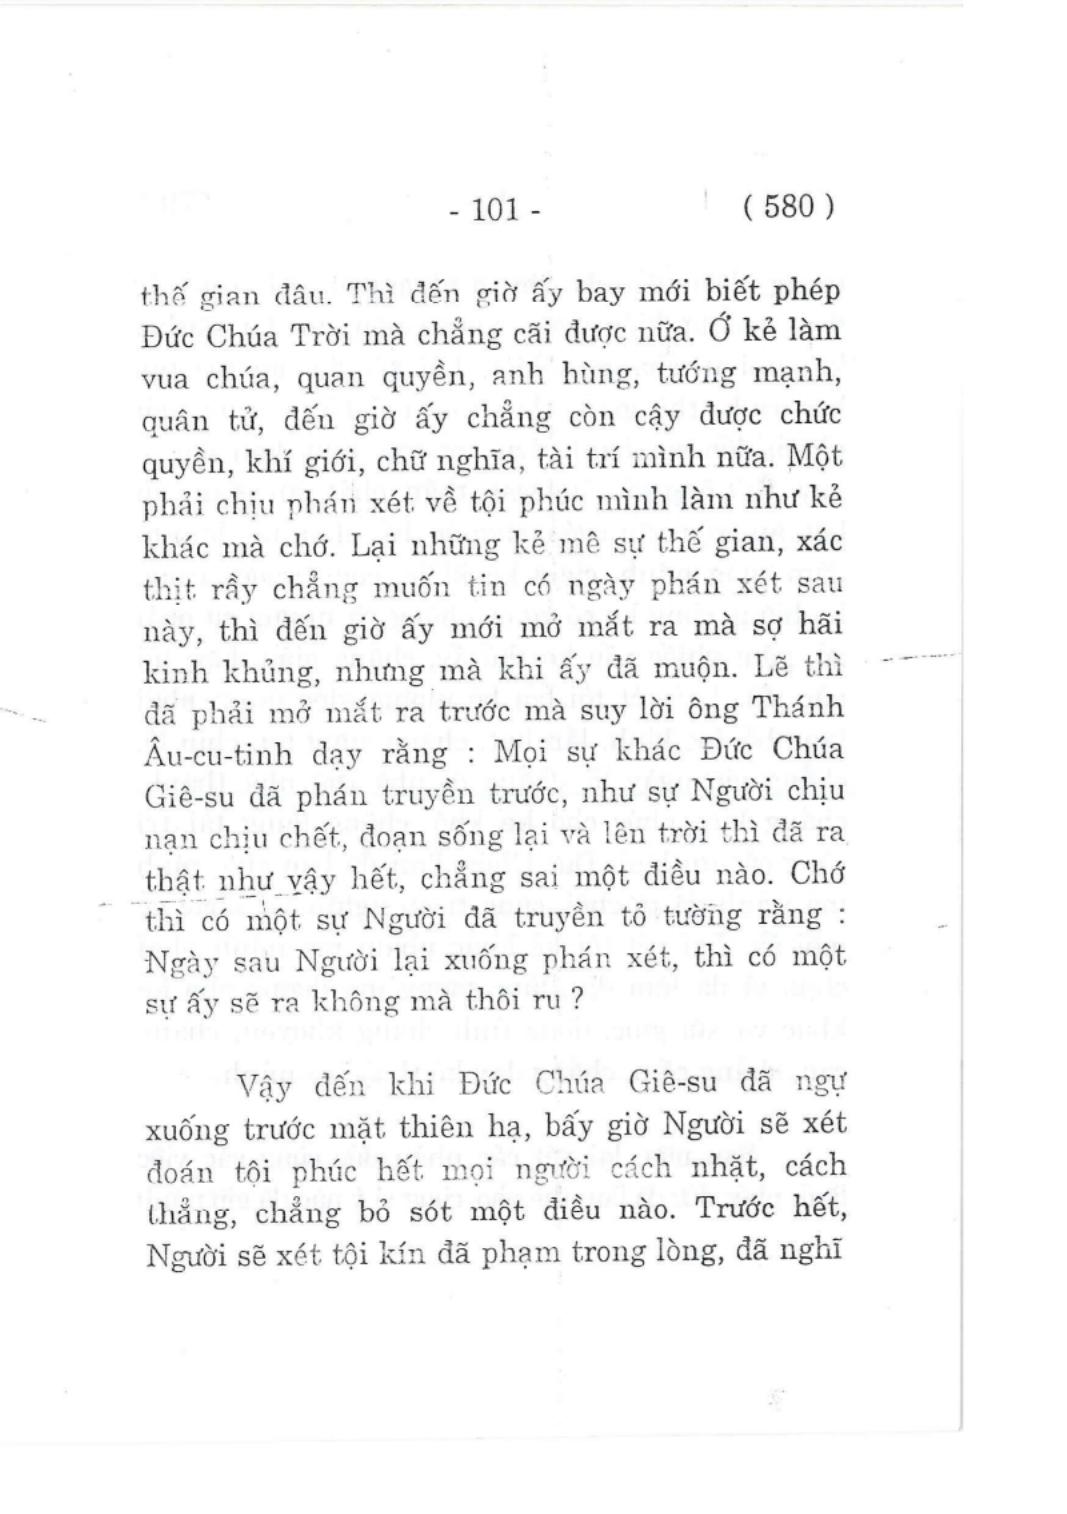 - 101 - ( 580 )
thế gian đâu. Thì đến giờ ấy bay mới biết phép
Đức Chúa Trời mà chẳng cãi được nữa. Ớ kẻ làm
vua chúa, quan quyền, anh hùng, tướng mạnh,
quân tử, đến giờ ấy chẳng còn cậy được chức
quyền, khí giới, chữ nghĩa, tài trí mình nữa. Một
phải chịu phán xét về tội phúc mình làm như kẻ
khác mà chớ. Lại những kẻ mê sự thế gian, xác
thịt rầy chẳng muốn tin có ngày phán xét sau
này, thì đến giờ ấy mới mở mắt ra mà sợ hãi
kinh khủng, nhưng mà khi ấy đã muộn. Lẽ thì
đã phải mở mắt ra trước mà suy lời ông Thánh
Âu-cu-tinh dạy rằng : Mọi sự khác Đức Chúa
Giê-su đã phán truyền trước, như sự Người chịu
nạn chịu chết, đoạn sống lại và lên trời thì đã ra
thật như vậy hết, chẳng sai một điều nào. Chớ
thì có một sự Người đã truyền tỏ tường rằng :
Ngày sau Người lại xuống phán xét, thì có một
sự ấy sẽ ra không mà thôi ru ?
Vậy đến khi Đức Chúa Giê-su đã ngự
xuống trước mặt thiên hạ, bấy giờ Người sẽ xét
đoán tội phúc hết mọi người cách nhặt, cách
thẳng, chẳng bỏ sót một điều nào. Trước hết,
Người sẽ xét tội kín đã phạm trong lòng, đã nghĩ